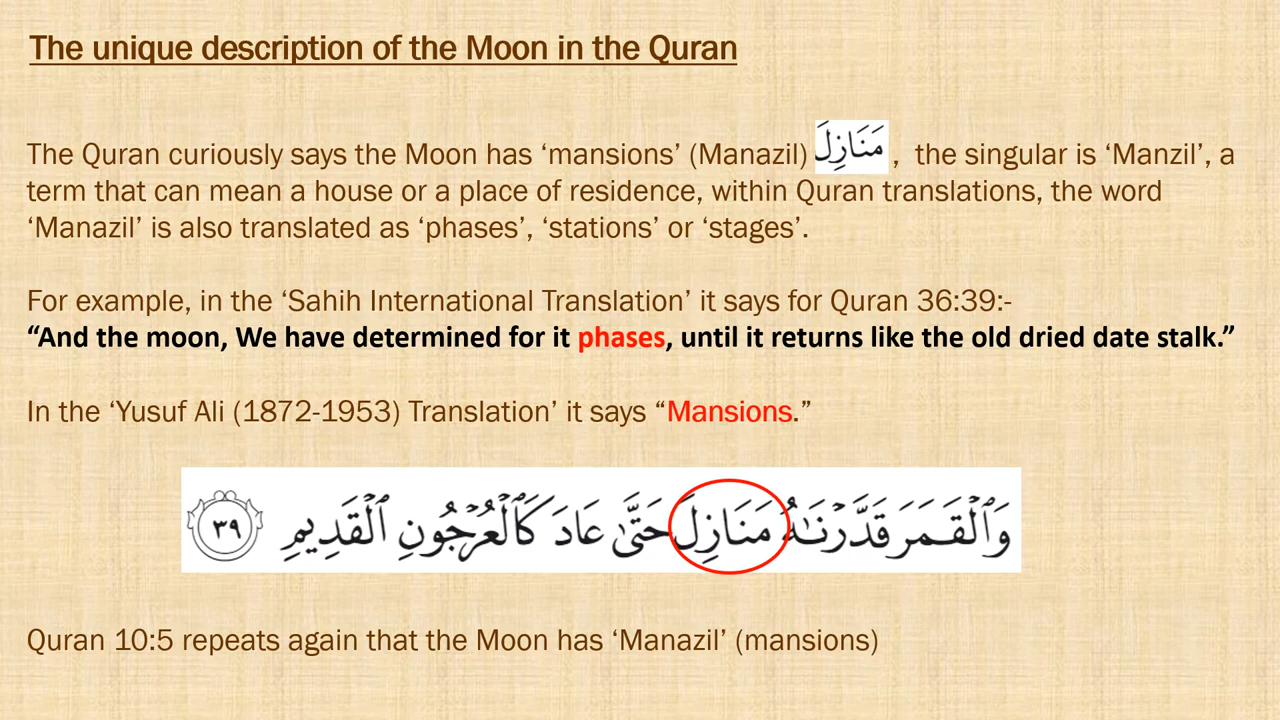 The unique description of the Moon in the Quran
The Quran curiously says the Moon has ‘mansions’ (Manazil) مَنَازِلَ , the singular is ‘Manzil’, a
term that can mean a house or a place of residence, within Quran translations, the word
‘Manazil’ is also translated as ‘phases’, ‘stations’ or ‘stages’.
For example, in the ‘Sahih International Translation’ it says for Quran 36:39:-
“And the moon, We have determined for it phases, until it returns like the old dried date stalk.”
In the ‘Yusuf Ali (1872-1953) Translation’ it says “Mansions.”
وَٱلْقَمَرَ قَدَّرْنَـٰهُ مَنَازِلَ حَتَّىٰ عَادَ كَٱلْعُرْجُونِ ٱلْقَدِيمِ ٣٩
Quran 10:5 repeats again that the Moon has ‘Manazil’ (mansions)